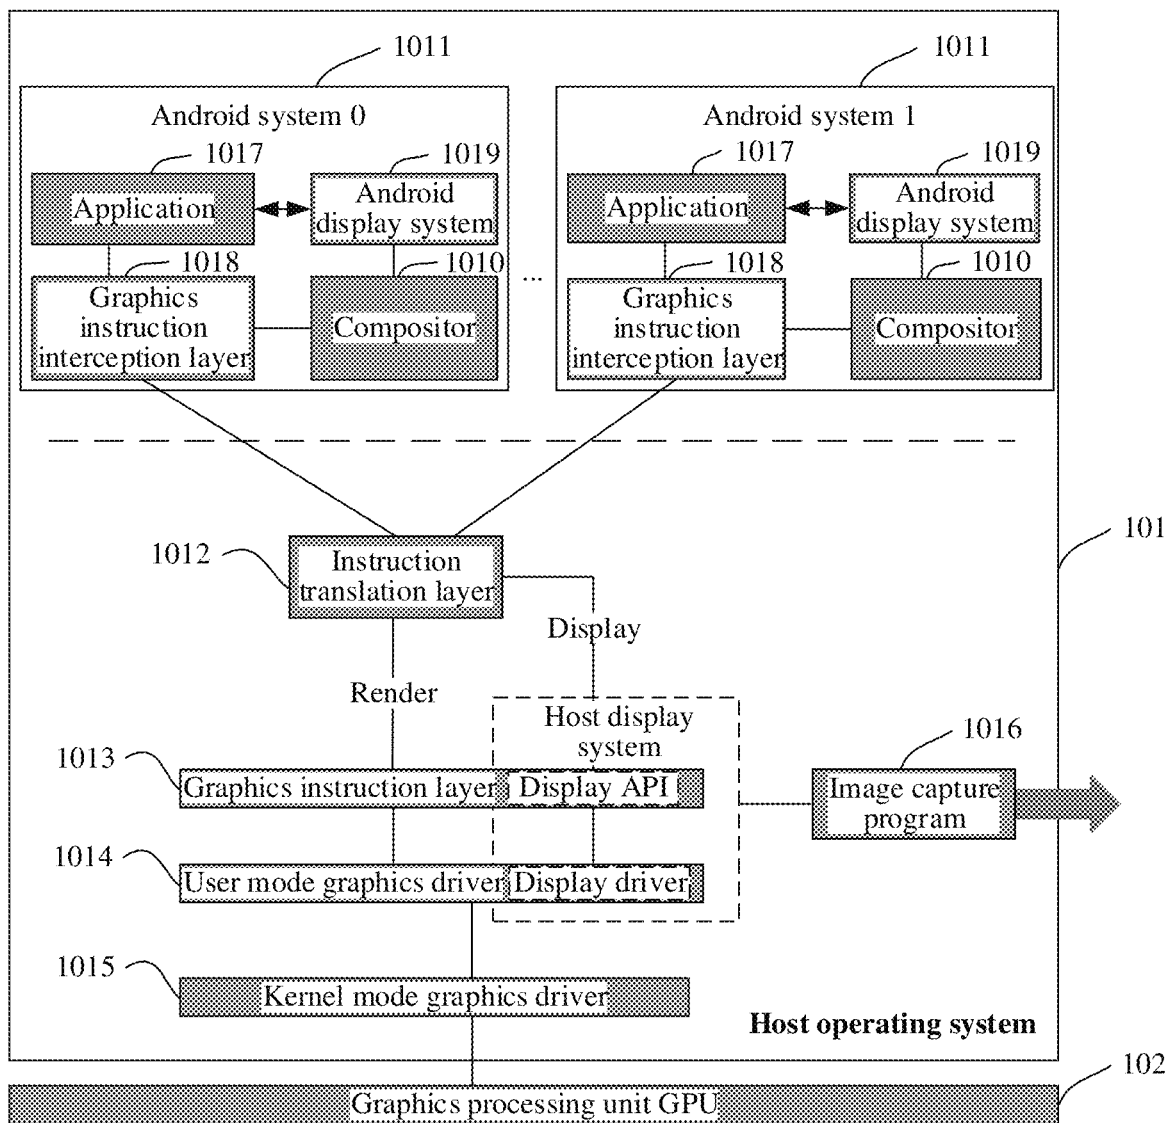 1011
1011
Android system 0
Android system 1
1017
1019
1017
1019
Application
Android
display system
Application
Android
display system
1018
1010
1018
1010
...
Graphics
instruction
interception layer
Compositor
Graphics
instruction
interception layer
Compositor
101
1012
Instruction
translation layer
Display
Render
Host display
system
1016
1013
Graphics instruction layer
Display API
Image capture
program
1014
User mode graphics driver
Display driver
1015
Kernel mode graphics driver
Host operating system
102
Graphics processing unit GPU